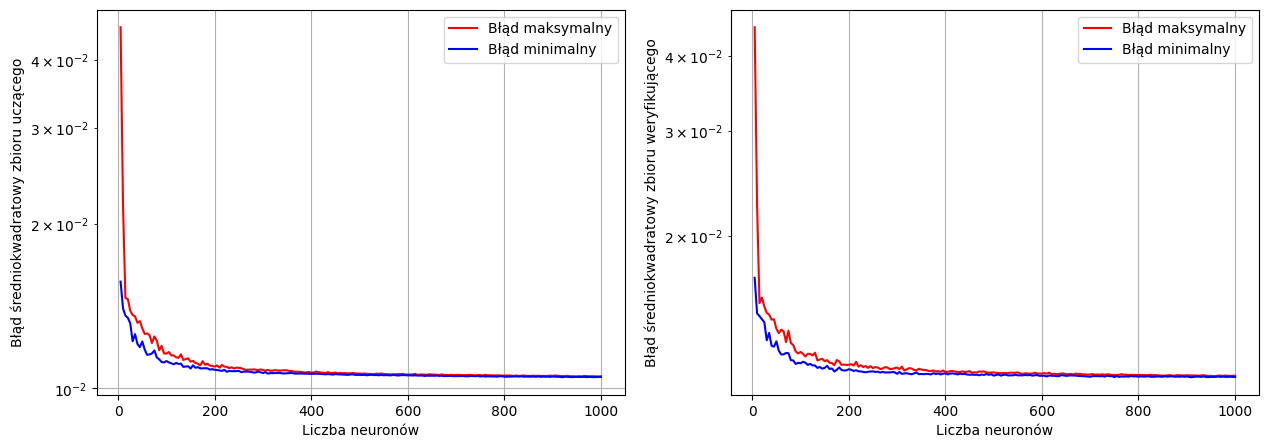 Błąd średniokwadratowy zbioru uczącego
4 × 10⁻²
3 × 10⁻²
2 × 10⁻²
10⁻²
Błąd maksymalny
Błąd minimalny
0 200 400 600 800 1000
Liczba neuronów
Błąd średniokwadratowy zbioru weryfikującego
4 × 10⁻²
3 × 10⁻²
2 × 10⁻²
Błąd maksymalny
Błąd minimalny
0 200 400 600 800 1000
Liczba neuronów